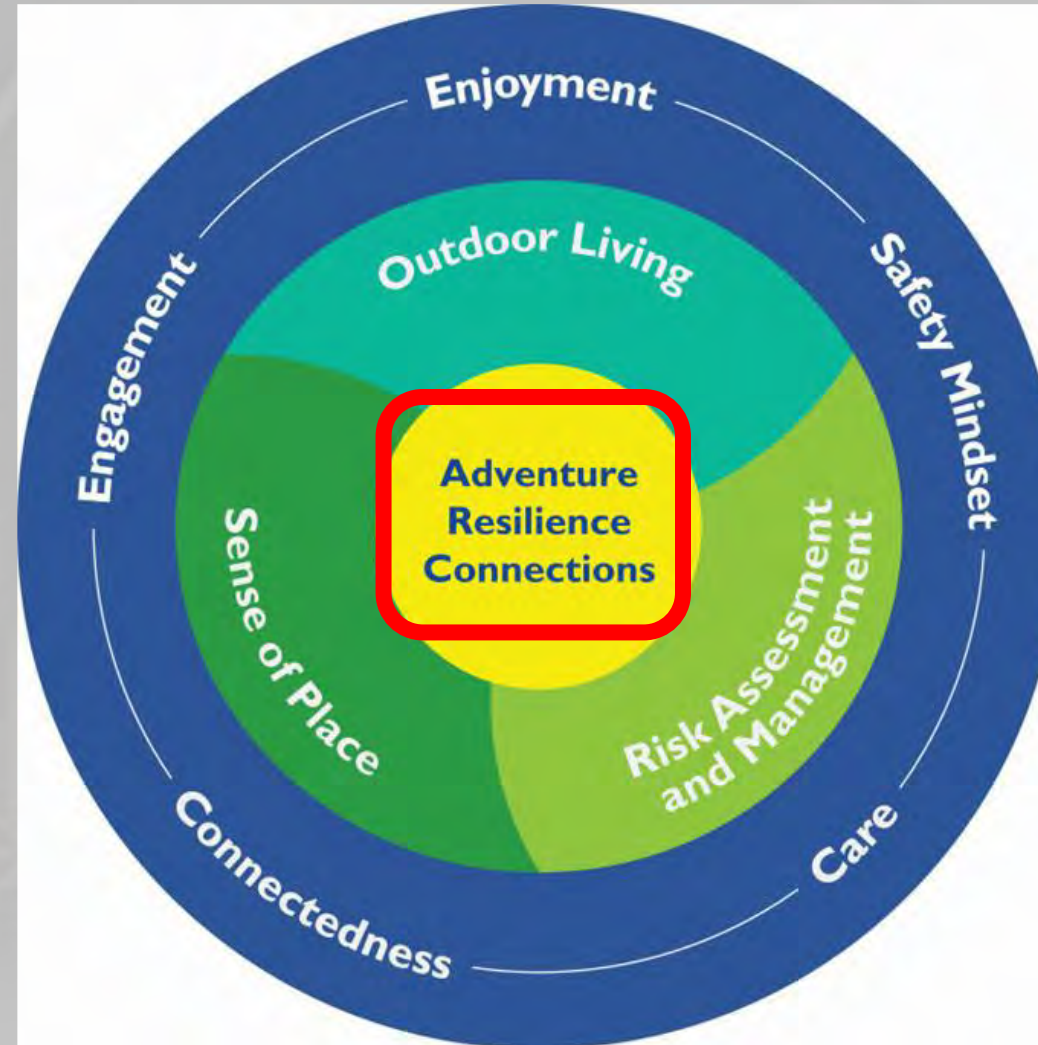 Enjoyment
Safety Mindset
Care
Connectedness
Engagement
Outdoor Living
Risk Assessment
and Management
Sense of Place
Adventure
Resilience
Connections